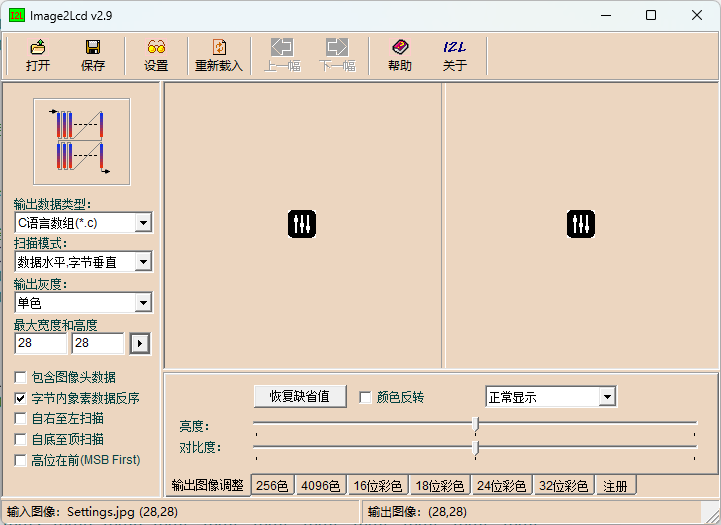 Image2Lcd v2.9
打开 保存 设置 重新载入 上一幅 下一幅 帮助 关于
I2L
输出数据类型：
C语言数组(*.c)
扫描模式：
数据水平,字节垂直
输出灰度：
单色
最大宽度和高度
28 28
包含图像头数据
字节内象素数据反序
自右至左扫描
自底至顶扫描
高位在前(MSB First)
恢复缺省值 颜色反转 正常显示
亮度：
对比度：
输出图像调整 256色 4096色 16位彩色 18位彩色 24位彩色 32位彩色 注册
输入图像：Settings.jpg (28,28) 输出图像：(28,28)